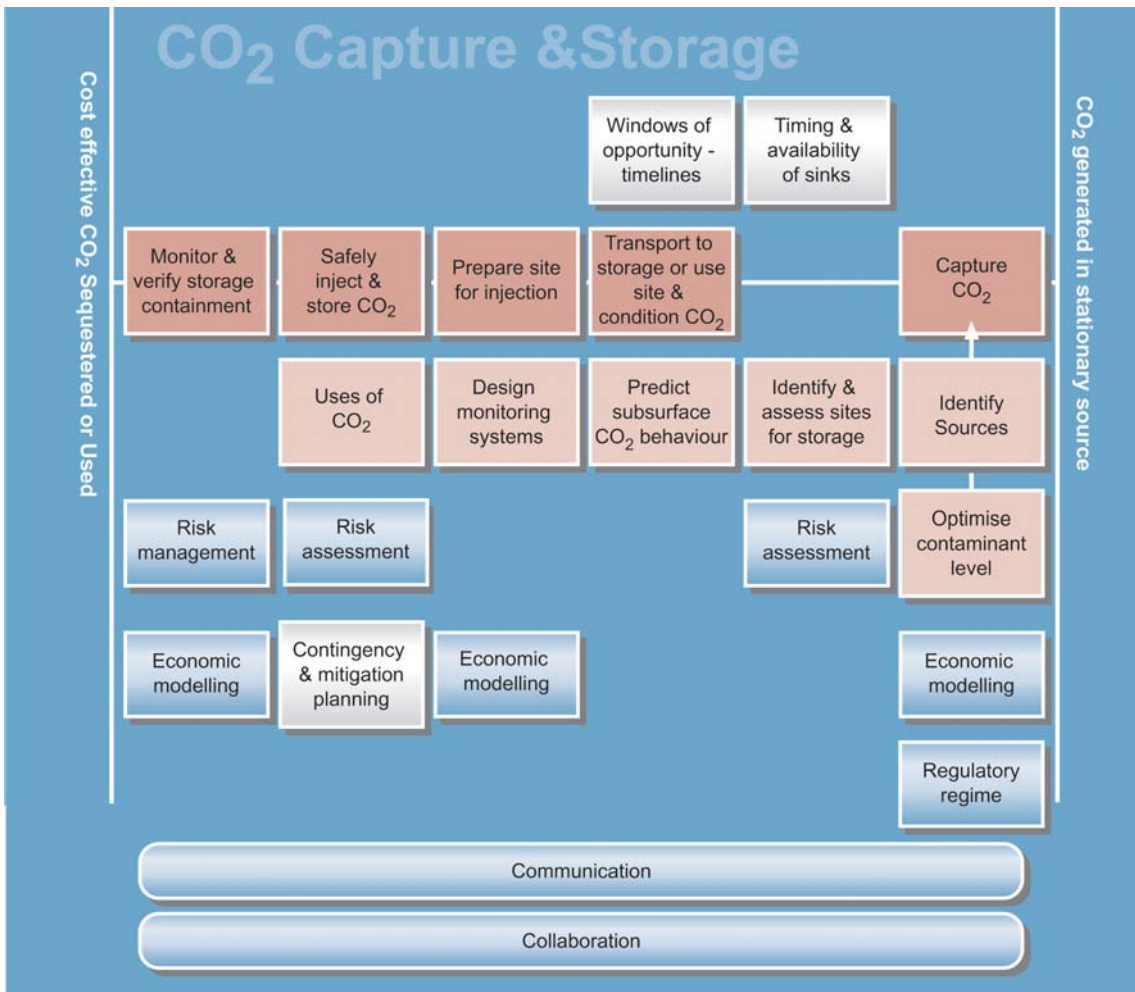 CO2 Capture &Storage
Cost effective CO2 Sequestered or Used
CO2 generated in stationary source
Windows of
opportunity -
timelines
Timing &
availability
of sinks
Monitor &
verify storage
containment
Safely
inject &
store CO2
Prepare site
for injection
Transport to
storage or use
site &
condition CO2
Capture
CO2
Uses of
CO2
Design
monitoring
systems
Predict
subsurface
CO2 behaviour
Identify &
assess sites
for storage
Identify
Sources
Risk
management
Risk
assessment
Risk
assessment
Optimise
contaminant
level
Economic
modelling
Contingency
& mitigation
planning
Economic
modelling
Economic
modelling
Regulatory
regime
Communication
Collaboration